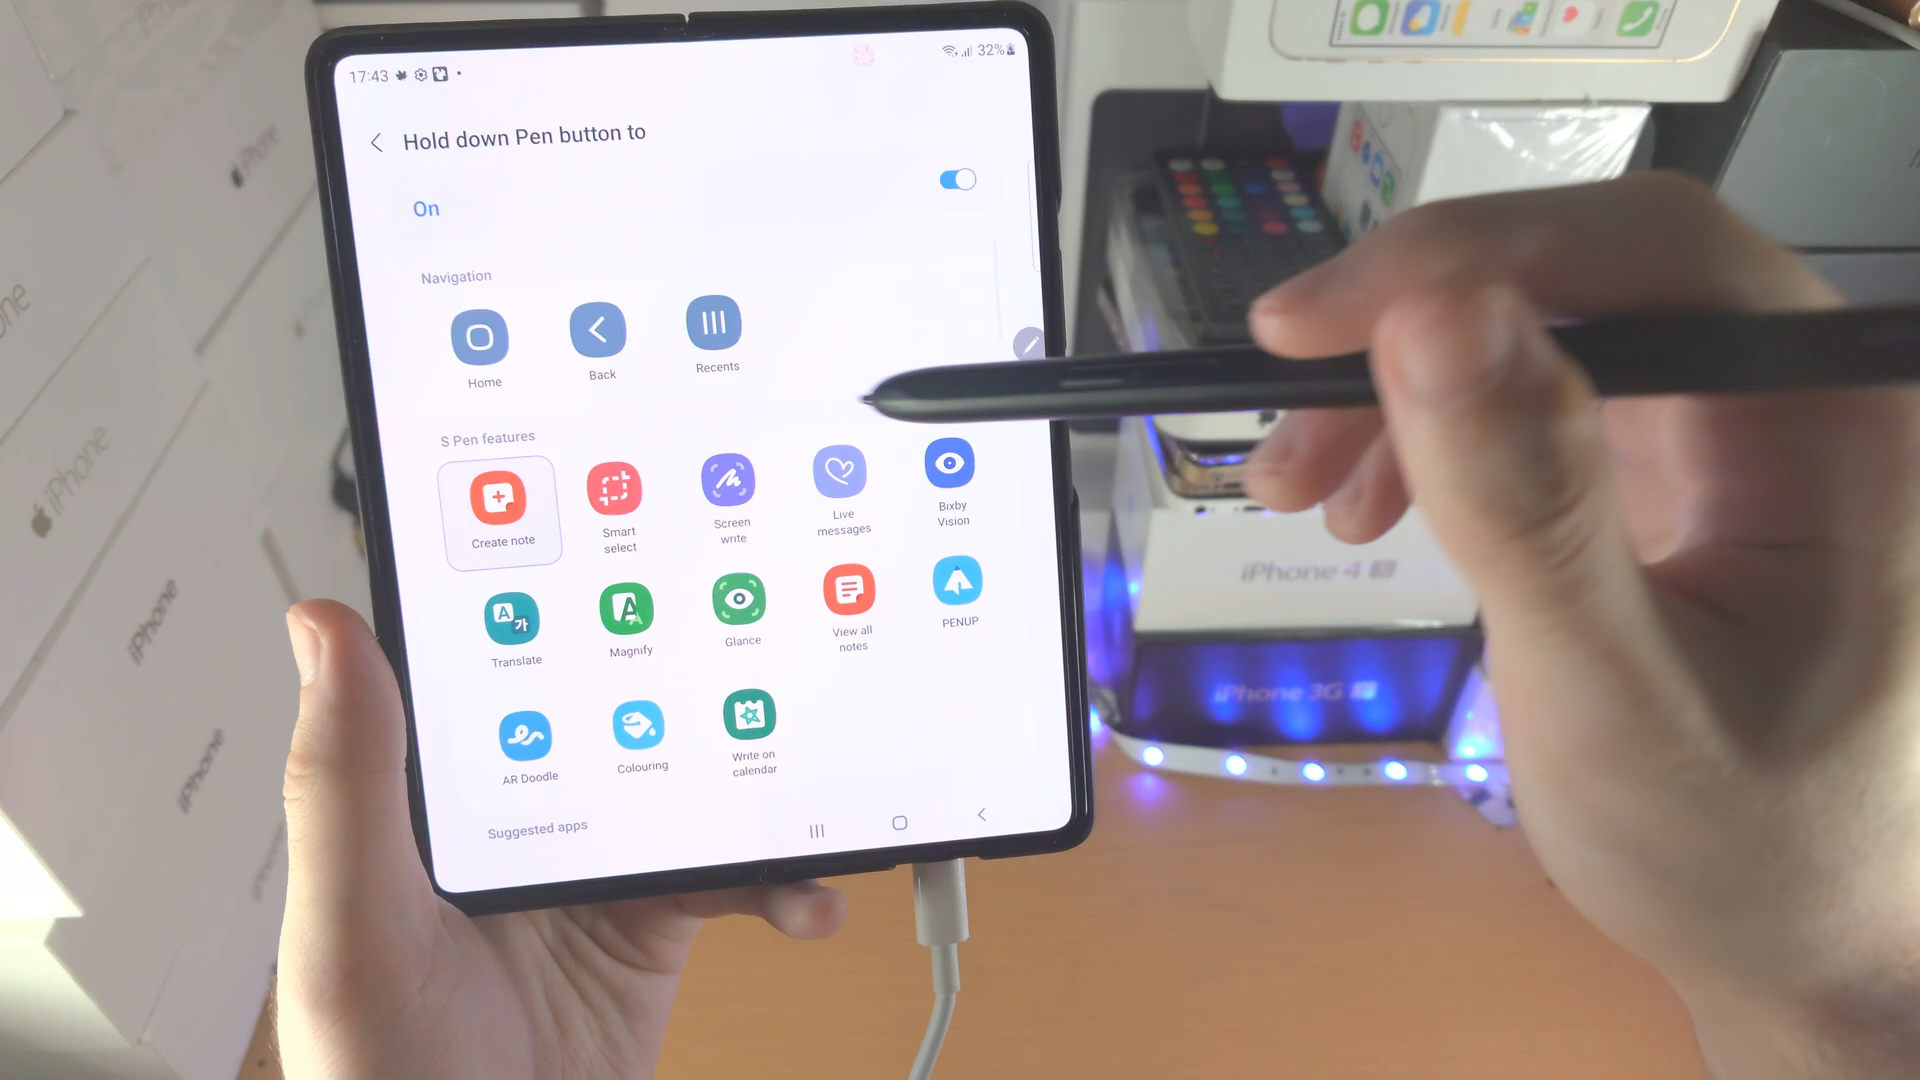 17:43
32%
Hold down Pen button to
On
Navigation
Home
Back
Recents
S Pen features
Create note
Smart
select
Screen
write
Live
messages
Bixby
Vision
Translate
Magnify
Glance
View all
notes
PENUP
AR Doodle
Colouring
Write on
calendar
Suggested apps
iPhone
iPhone
iPhone
iPhone
iPhone 4 S
iPhone 3G S